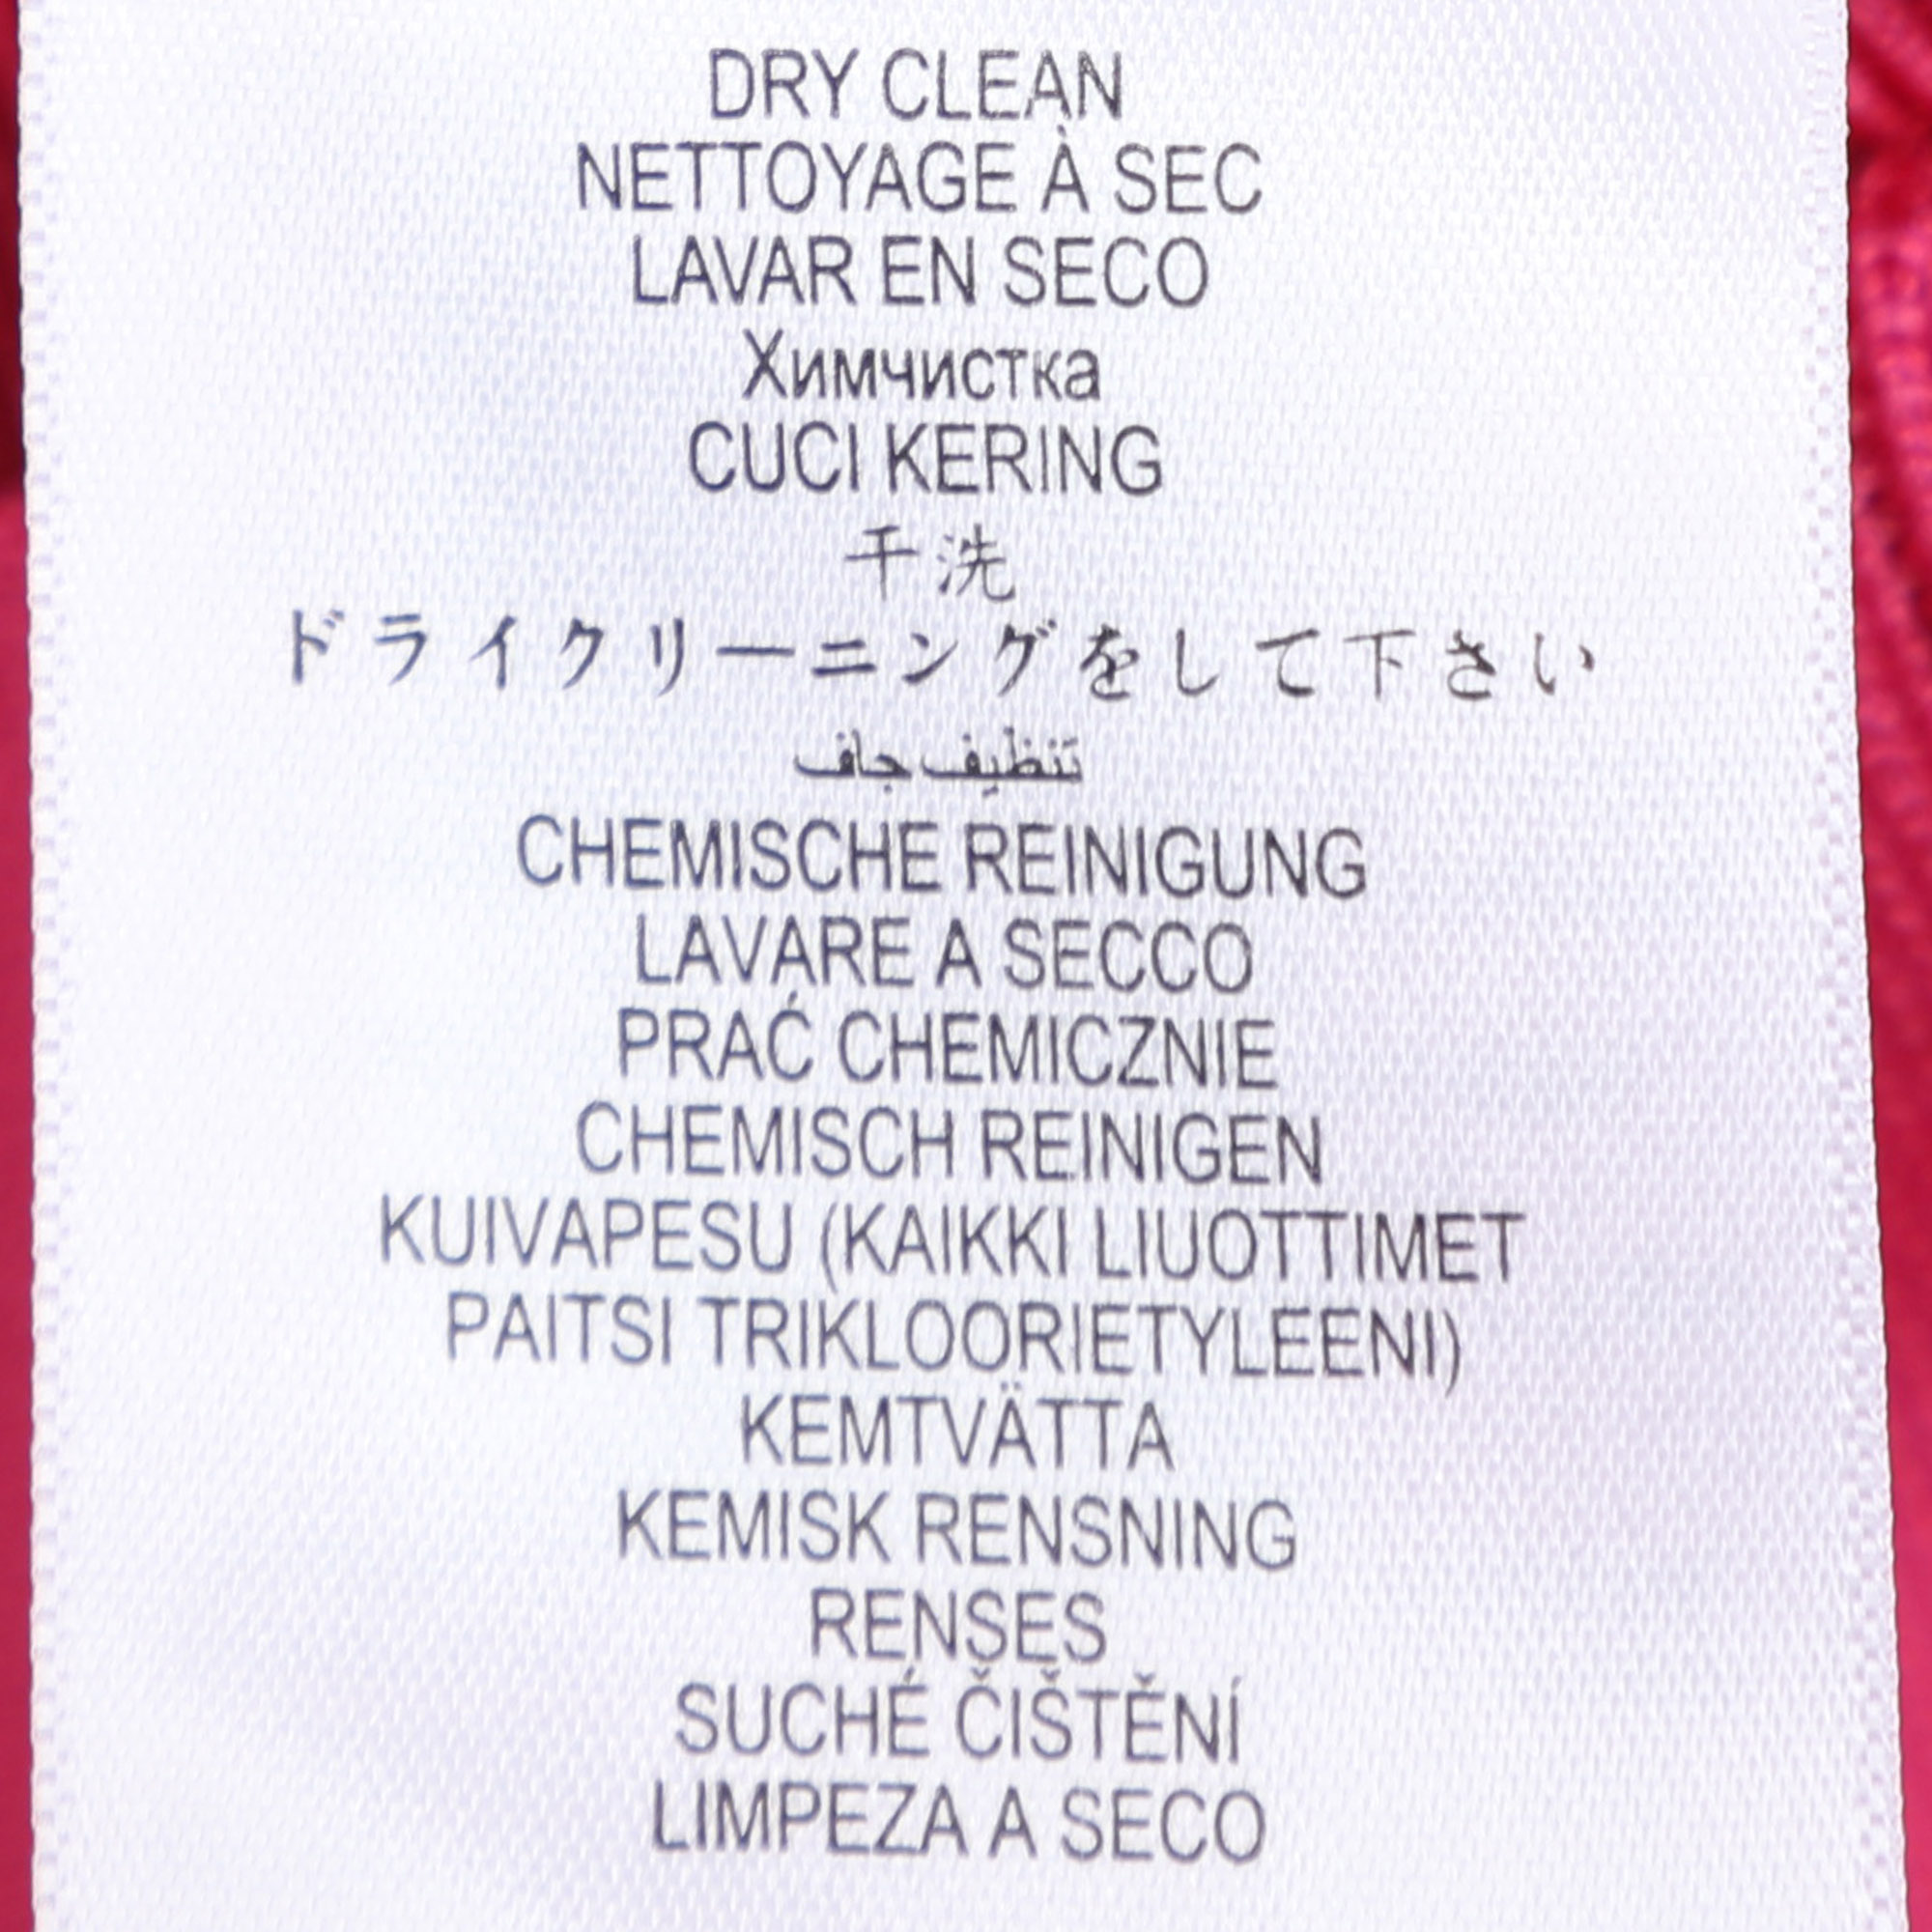 DRY CLEAN
NETTOYAGE À SEC
LAVAR EN SECO
Химчистка
CUCI KERING
干洗
ドライクリーニングをして下さい
تنظيف جاف
CHEMISCHE REINIGUNG
LAVARE A SECCO
PRAĆ CHEMICZNIE
CHEMISCH REINIGEN
KUIVAPESU (KAIKKI LIUOTTIMET
PAITSI TRIKLOORIETYLEENI)
KEMTVÄTTA
KEMISK RENSNING
RENSES
SUCHÉ ČIŠTĚNÍ
LIMPEZA A SECO